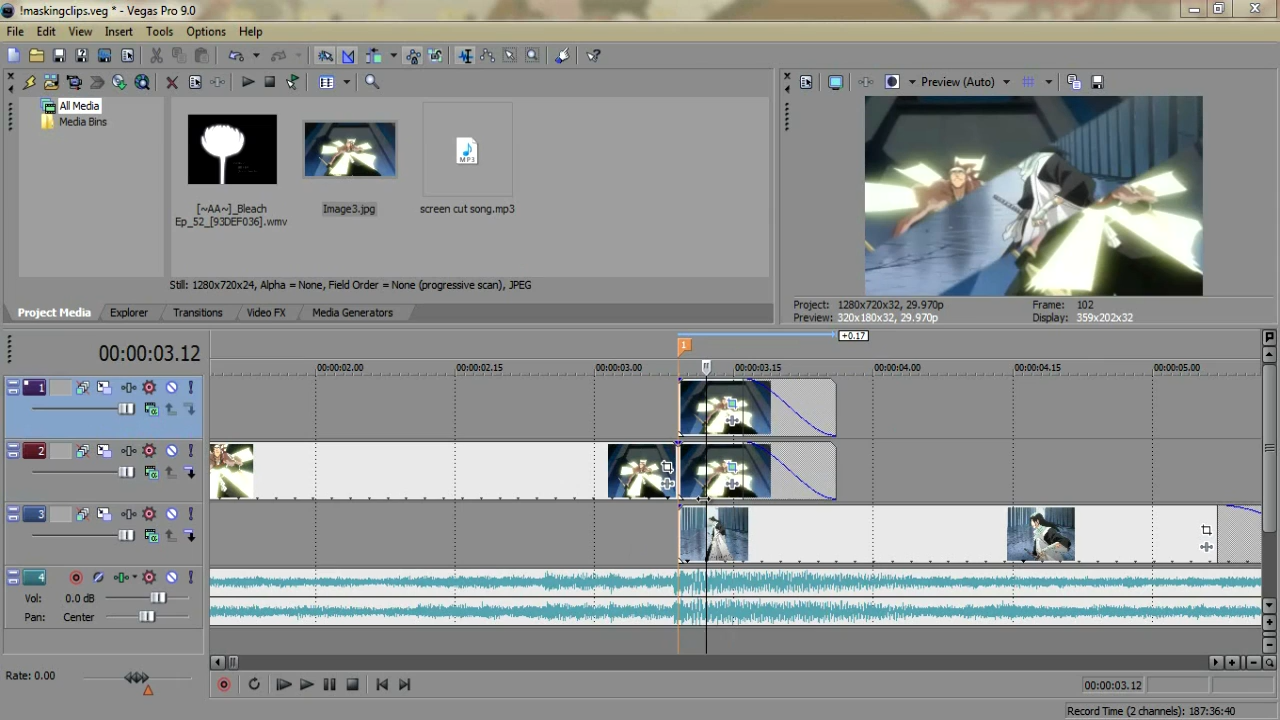 !maskingclips.veg * - Vegas Pro 9.0
File Edit View Insert Tools Options Help
All Media
Media Bins
[~AA~]_Bleach
Ep_52_[93DEF036].wmv
Image3.jpg
MP3
screen cut song.mp3
Still: 1280x720x24, Alpha = None, Field Order = None (progressive scan), JPEG
Project Media Explorer Transitions Video FX Media Generators
Preview (Auto)
Project: 1280x720x32, 29.970p Frame: 102
Preview: 320x180x32, 29.970p Display: 359x202x32
00:00:03.12
+0.17
1
00:00:02.00 00:00:02.15 00:00:03.00 00:00:03.15 00:00:04.00 00:00:04.15 00:00:05.00
1
2
3
4
Vol: 0.0 dB
Pan: Center
Rate: 0.00
00:00:03.12
Record Time (2 channels): 187:36:40